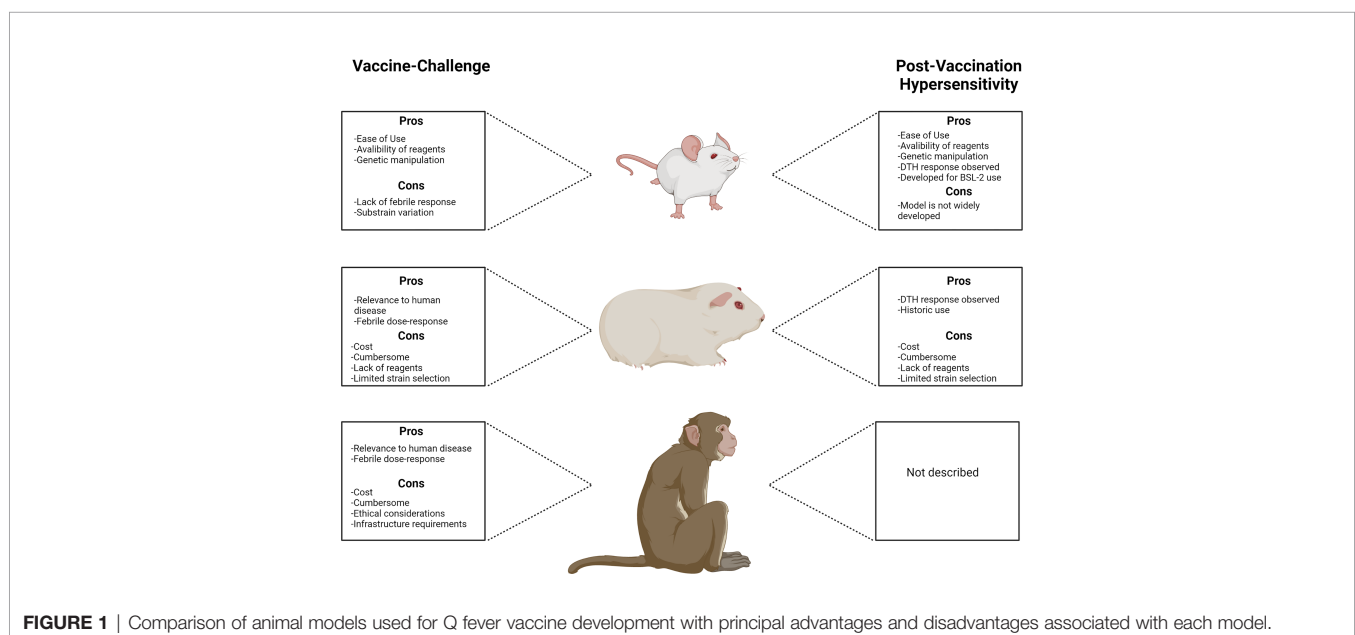 Vaccine-Challenge
Post-Vaccination
Hypersensitivity
Pros
-Ease of Use
-Avalibility of reagents
-Genetic manipulation
Cons
-Lack of febrile response
-Substrain variation
Pros
-Ease of Use
-Avalibility of reagents
-Genetic manipulation
-DTH response observed
-Developed for BSL-2 use
Cons
-Model is not widely
developed
Pros
-Relevance to human
disease
-Febrile dose-response
Cons
-Cost
-Cumbersome
-Lack of reagents
-Limited strain selection
Pros
-DTH response observed
-Historic use
Cons
-Cost
-Cumbersome
-Lack of reagents
-Limited strain selection
Pros
-Relevance to human disease
-Febrile dose-response
Cons
-Cost
-Cumbersome
-Ethical considerations
-Infrastructure requirements
Not described
FIGURE 1 | Comparison of animal models used for Q fever vaccine development with principal advantages and disadvantages associated with each model.